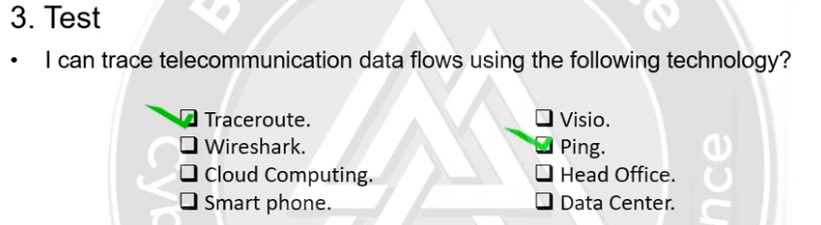 3. Test
• I can trace telecommunication data flows using the following technology?
Traceroute.
Wireshark.
Cloud Computing.
Smart phone.
Visio.
Ping.
Head Office.
Data Center.